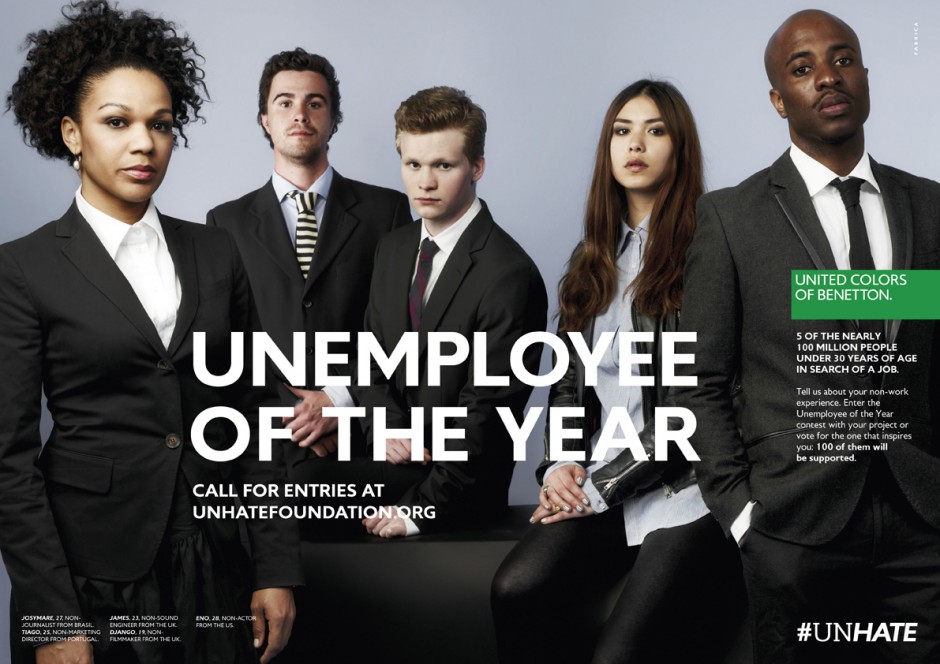 FABRICA
UNITED COLORS
OF BENETTON.
5 OF THE NEARLY
100 MILLION PEOPLE
UNDER 30 YEARS OF AGE
IN SEARCH OF A JOB.
Tell us about your non-work
experience. Enter the
Unemployee of the Year
contest with your project or
vote for the one that inspires
you: 100 of them will
be supported.
UNEMPLOYEE
OF THE YEAR
CALL FOR ENTRIES AT
UNHATEFOUNDATION.ORG
JOSYMARE, 27, NON-
JOURNALIST FROM BRASIL.
TIAGO, 25, NON-MARKETING
DIRECTOR FROM PORTUGAL.
JAMES, 23, NON-SOUND
ENGINEER FROM THE UK.
DJANGO, 19, NON-
FILMMAKER FROM THE UK.
ENO, 28, NON-ACTOR
FROM THE US.
#UNHATE